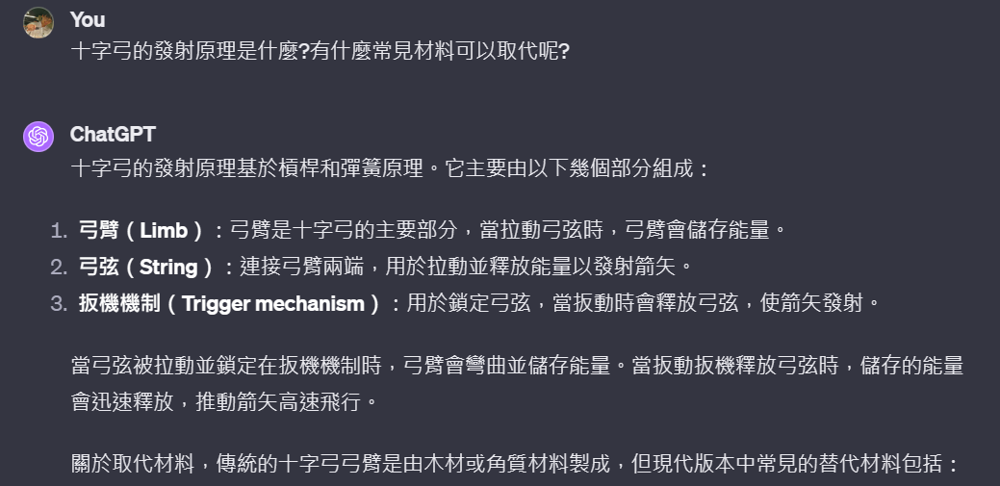 You
十字弓的發射原理是什麼?有什麼常見材料可以取代呢?
ChatGPT
十字弓的發射原理基於槓桿和彈簧原理。它主要由以下幾個部分組成：
1. 弓臂（Limb）：弓臂是十字弓的主要部分，當拉動弓弦時，弓臂會儲存能量。
2. 弓弦（String）：連接弓臂兩端，用於拉動並釋放能量以發射箭矢。
3. 扳機機制（Trigger mechanism）：用於鎖定弓弦，當扳動時會釋放弓弦，使箭矢發射。
當弓弦被拉動並鎖定在扳機機制時，弓臂會彎曲並儲存能量。當扳動扳機釋放弓弦時，儲存的能量
會迅速釋放，推動箭矢高速飛行。
關於取代材料，傳統的十字弓弓臂是由木材或角質材料製成，但現代版本中常見的替代材料包括：